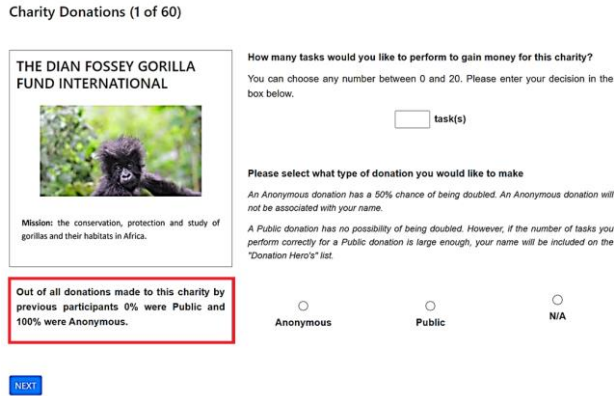 Charity Donations (1 of 60)
THE DIAN FOSSEY GORILLA
FUND INTERNATIONAL
Mission: the conservation, protection and study of
gorillas and their habitats in Africa.
Out of all donations made to this charity by
previous participants 0% were Public and
100% were Anonymous.
How many tasks would you like to perform to gain money for this charity?
You can choose any number between 0 and 20. Please enter your decision in the
box below.
task(s)
Please select what type of donation you would like to make
An Anonymous donation has a 50% chance of being doubled. An Anonymous donation will
not be associated with your name.
A Public donation has no possibility of being doubled. However, if the number of tasks you
perform correctly for a Public donation is large enough, your name will be included on the
"Donation Hero's" list.
Anonymous
Public
N/A
NEXT